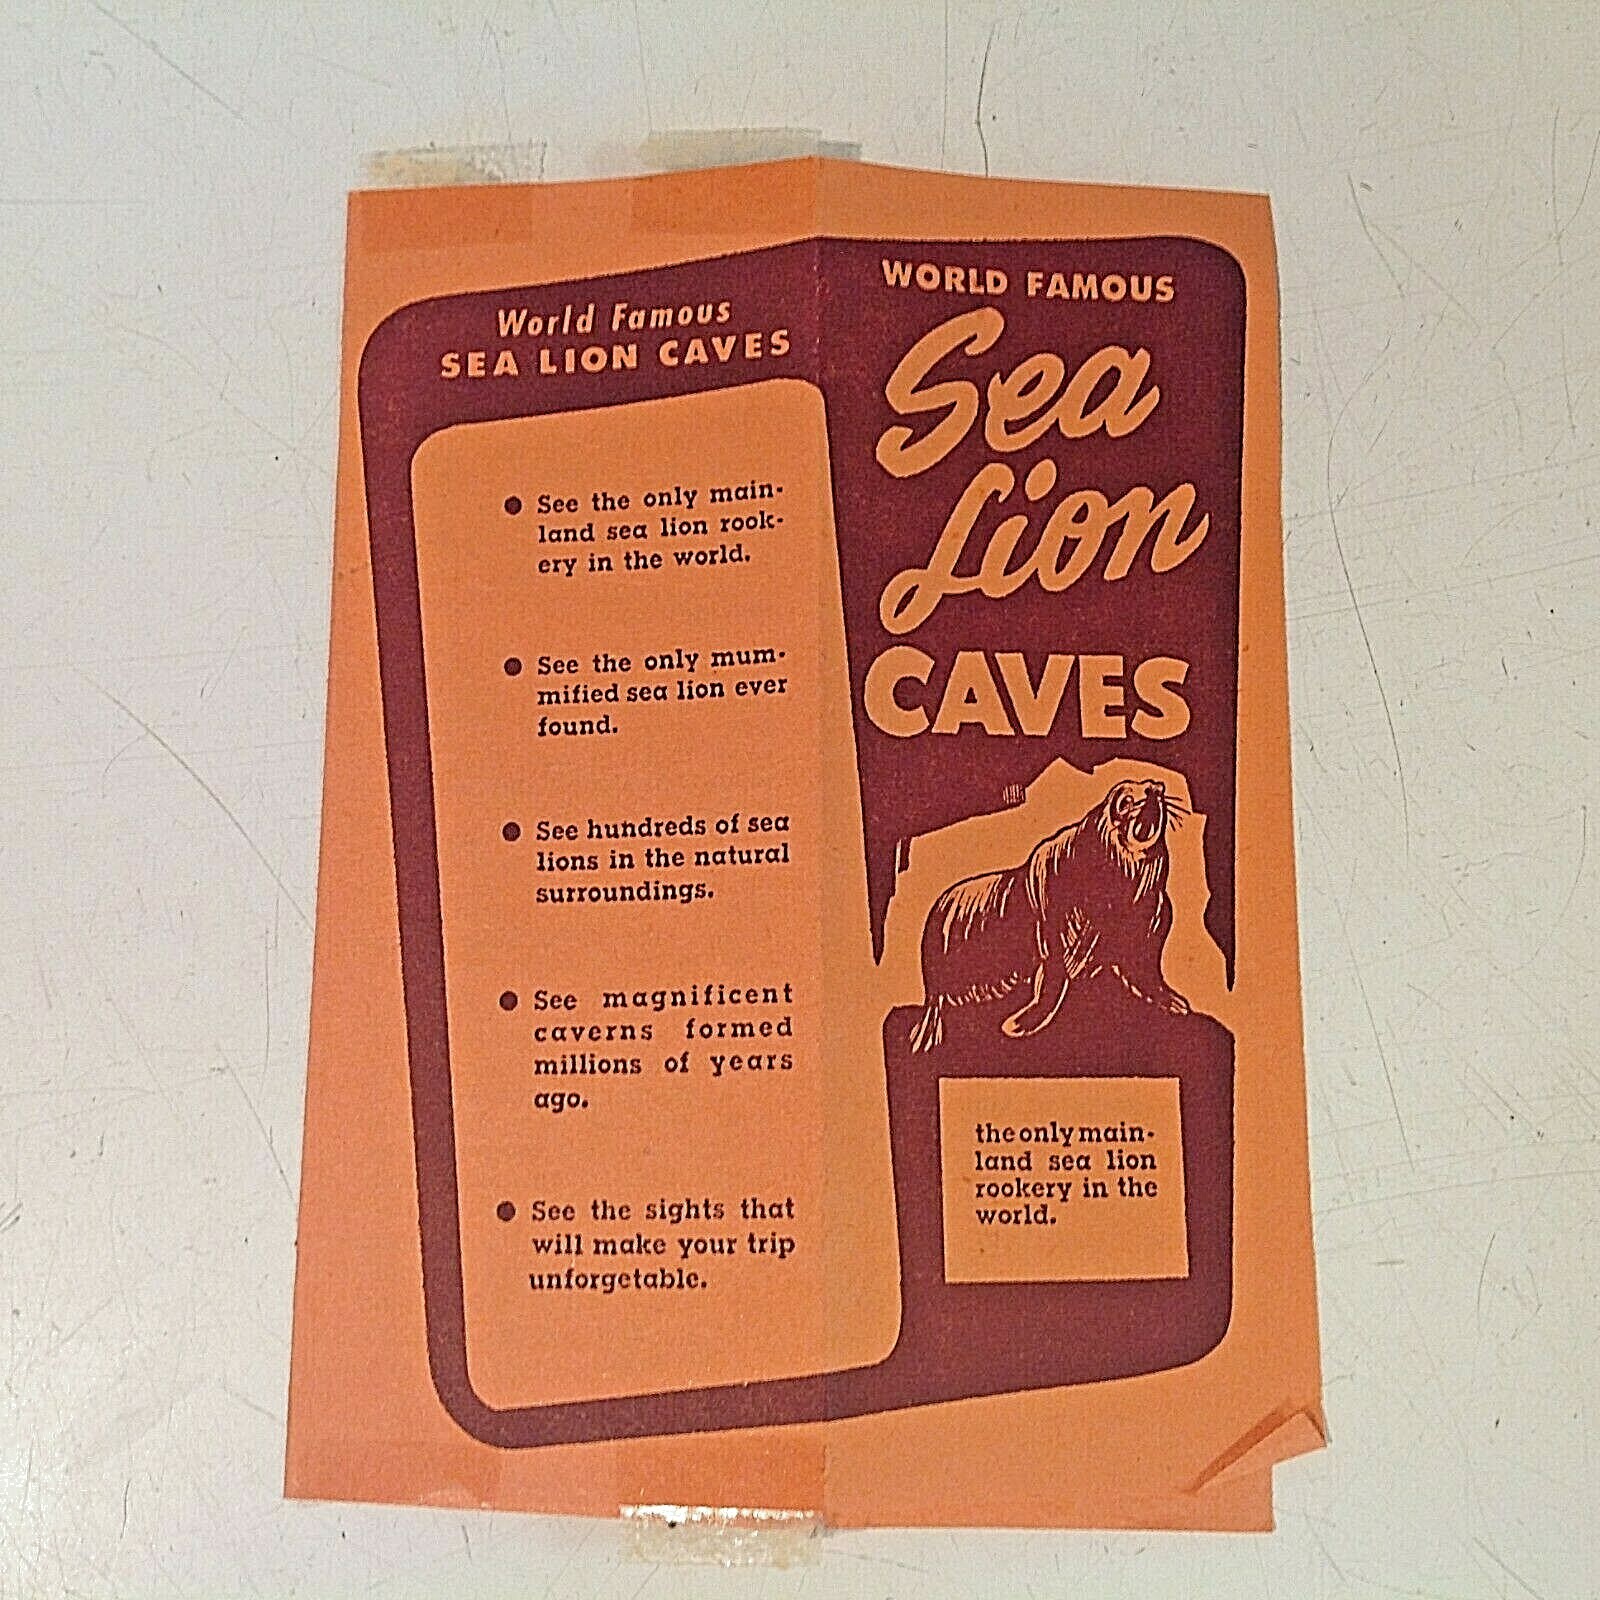 World Famous
SEA LION CAVES
● See the only main-
land sea lion rook-
ery in the world.
● See the only mum-
mified sea lion ever
found.
● See hundreds of sea
lions in the natural
surroundings.
● See magnificent
caverns formed
millions of years
ago.
● See the sights that
will make your trip
unforgetable.
WORLD FAMOUS
Sea
Lion
CAVES
the only main-
land sea lion
rookery in the
world.